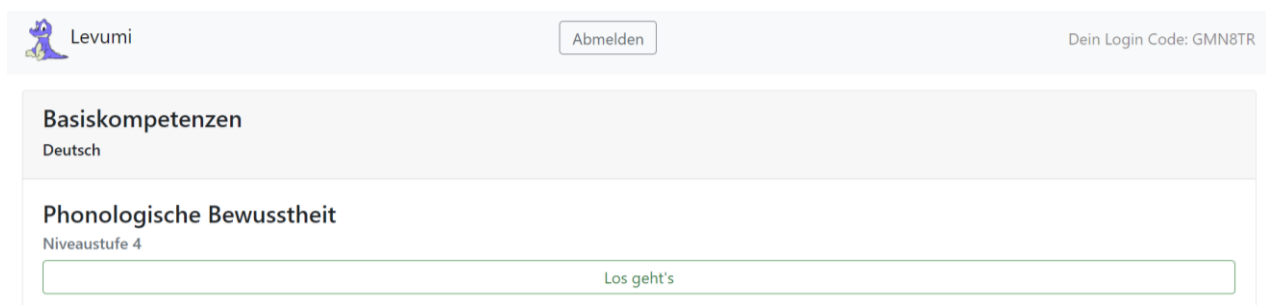 Levumi
Abmelden
Dein Login Code: GMN8TR
Basiskompetenzen
Deutsch
Phonologische Bewusstheit
Niveaustufe 4
Los geht's